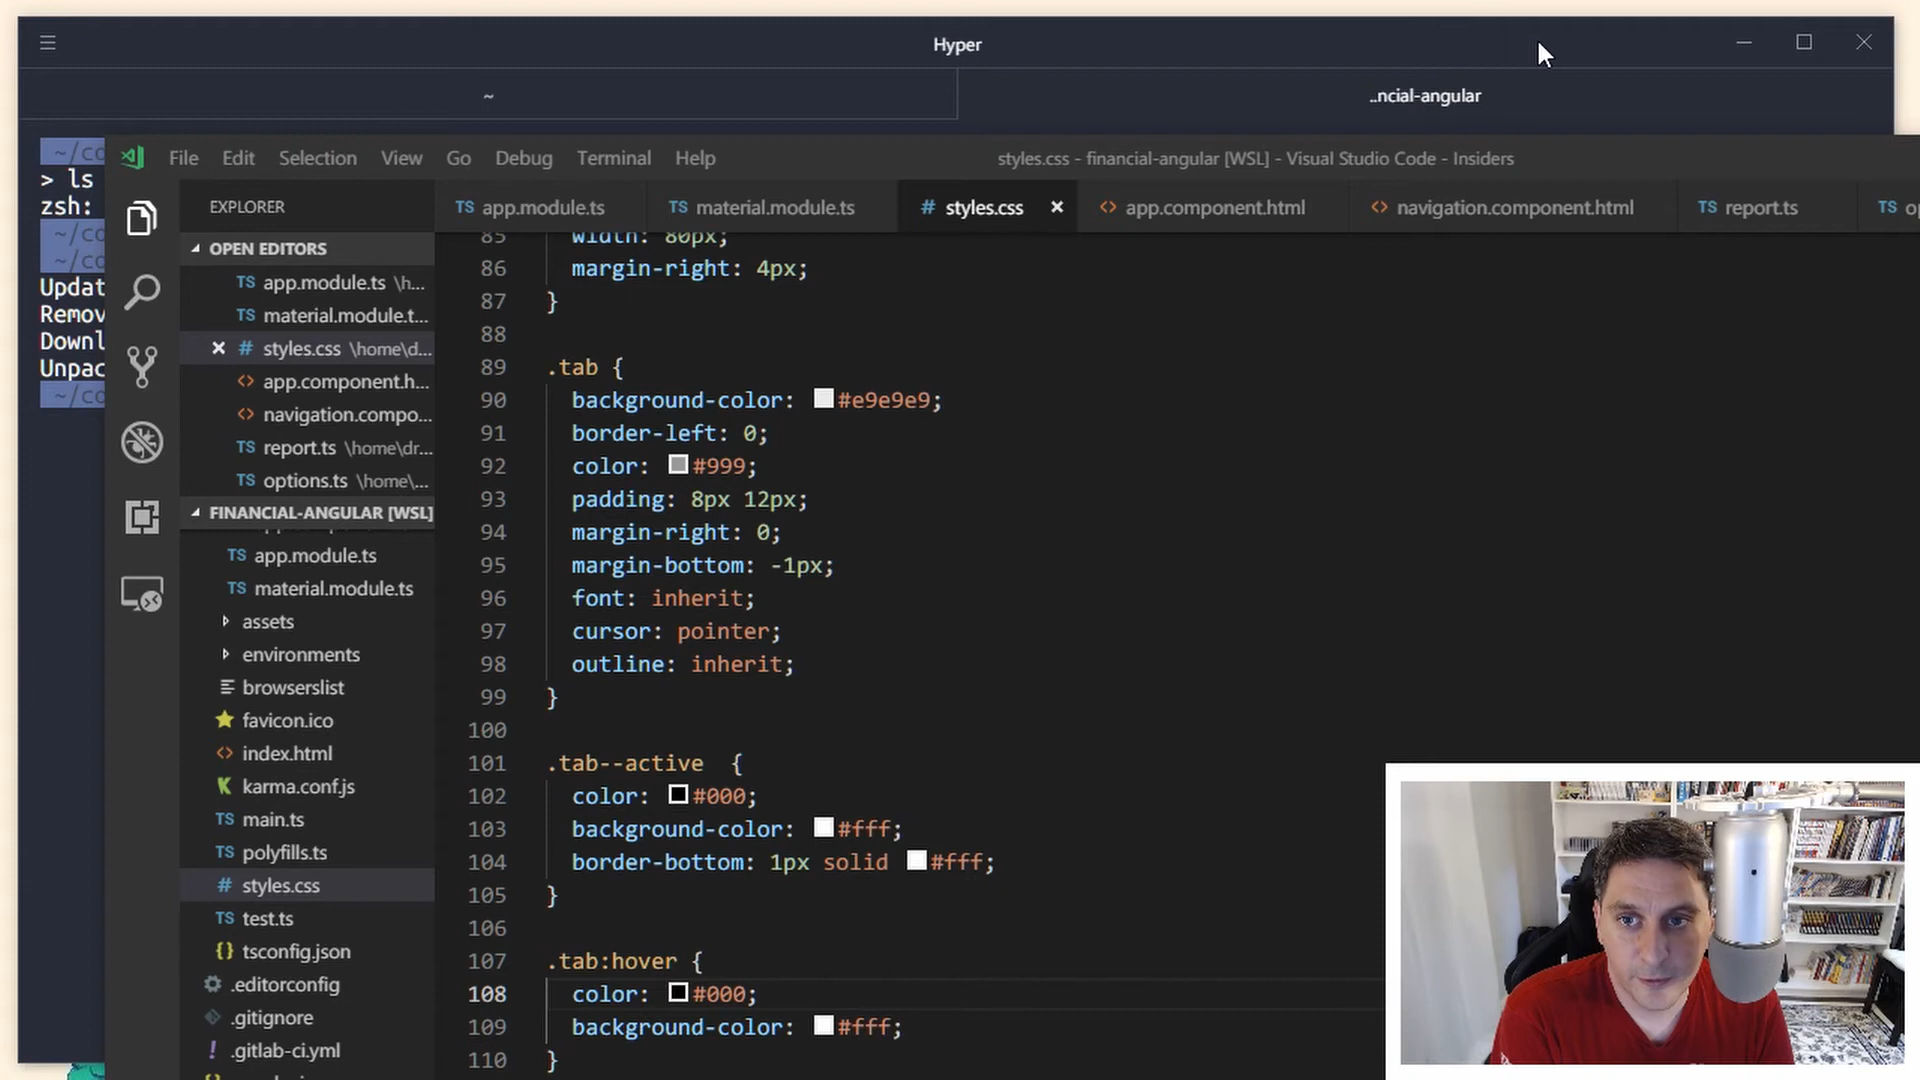 Hyper
~
..ncial-angular
~/co
> ls
zsh:
~/co
~/co
Updat
Remov
Downl
Unpac
~/co
File Edit Selection View Go Debug Terminal Help
styles.css - financial-angular [WSL] - Visual Studio Code - Insiders
EXPLORER
OPEN EDITORS
TS app.module.ts \h...
TS material.module.t...
# styles.css \home\d...
<> app.component.h...
<> navigation.compo...
TS report.ts \home\dr...
TS options.ts \home\...
FINANCIAL-ANGULAR [WSL]
TS app.module.ts
TS material.module.ts
assets
environments
browserslist
favicon.ico
<> index.html
K karma.conf.js
TS main.ts
TS polyfills.ts
# styles.css
TS test.ts
{} tsconfig.json
.editorconfig
.gitignore
! .gitlab-ci.yml
TS app.module.ts
TS material.module.ts
# styles.css
<> app.component.html
<> navigation.component.html
TS report.ts
TS op
85 width: 80px;
86 margin-right: 4px;
87 }
88
89 .tab {
90 background-color: #e9e9e9;
91 border-left: 0;
92 color: #999;
93 padding: 8px 12px;
94 margin-right: 0;
95 margin-bottom: -1px;
96 font: inherit;
97 cursor: pointer;
98 outline: inherit;
99 }
100
101 .tab--active {
102 color: #000;
103 background-color: #fff;
104 border-bottom: 1px solid #fff;
105 }
106
107 .tab:hover {
108 color: #000;
109 background-color: #fff;
110 }